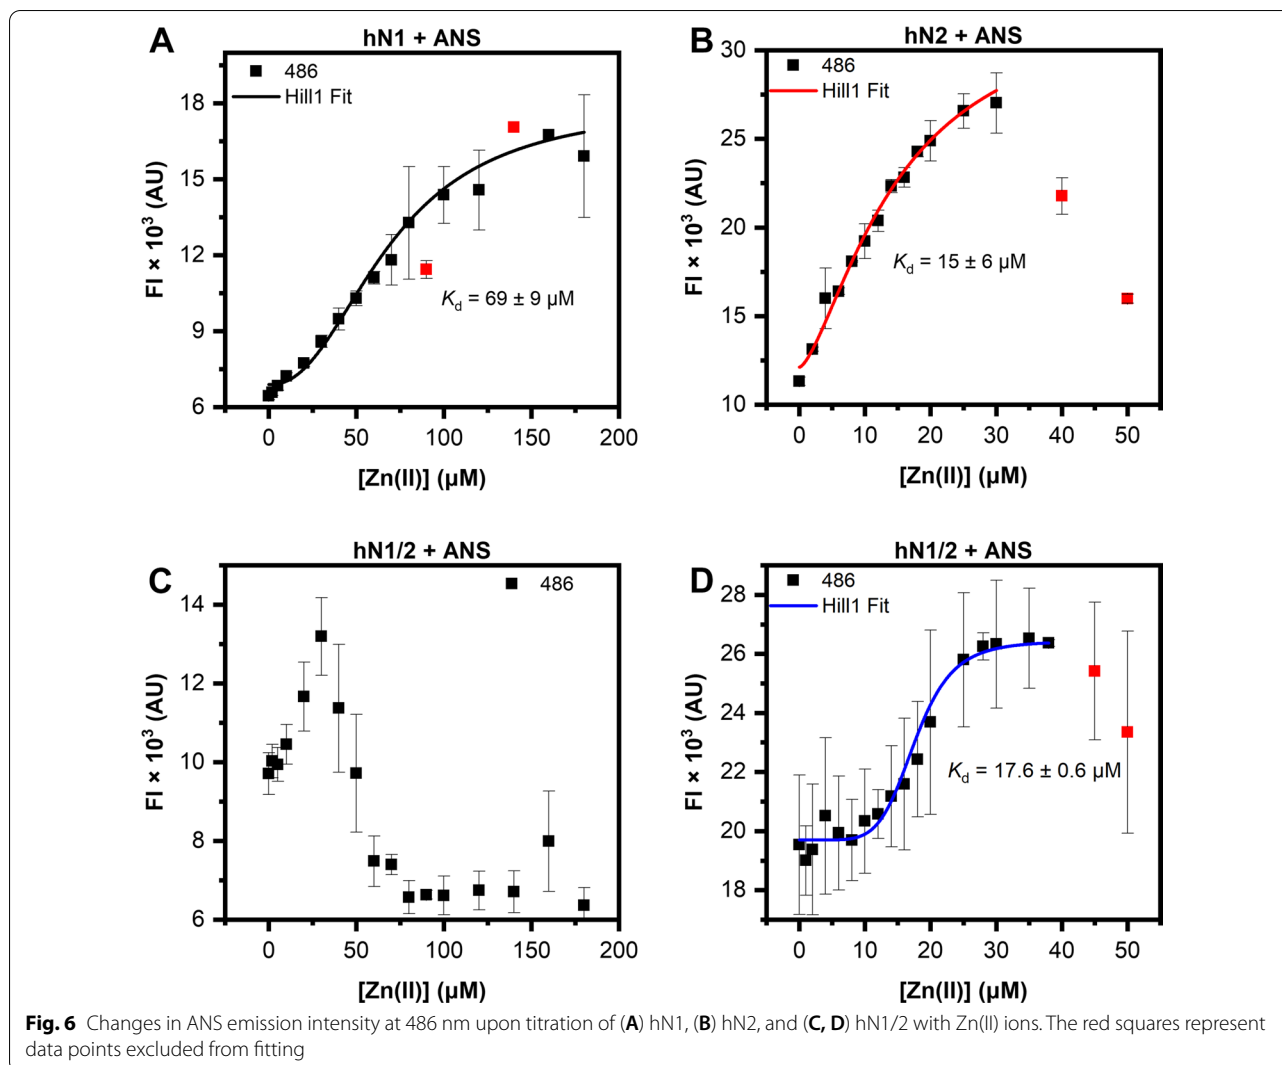 A
hN1 + ANS
486
Hill1 Fit
18
15
12
9
6
FI × 10³ (AU)
K_d = 69 ± 9 µM
0 50 100 150 200
[Zn(II)] (µM)
B
hN2 + ANS
486
Hill1 Fit
30
25
20
15
10
FI × 10³ (AU)
K_d = 15 ± 6 µM
0 10 20 30 40 50
[Zn(II)] (µM)
C
hN1/2 + ANS
486
14
12
10
8
6
FI × 10³ (AU)
0 50 100 150 200
[Zn(II)] (µM)
D
hN1/2 + ANS
486
Hill1 Fit
28
26
24
22
20
18
FI × 10³ (AU)
K_d = 17.6 ± 0.6 µM
0 10 20 30 40 50
[Zn(II)] (µM)
Fig. 6 Changes in ANS emission intensity at 486 nm upon titration of (A) hN1, (B) hN2, and (C, D) hN1/2 with Zn(II) ions. The red squares represent
data points excluded from fitting